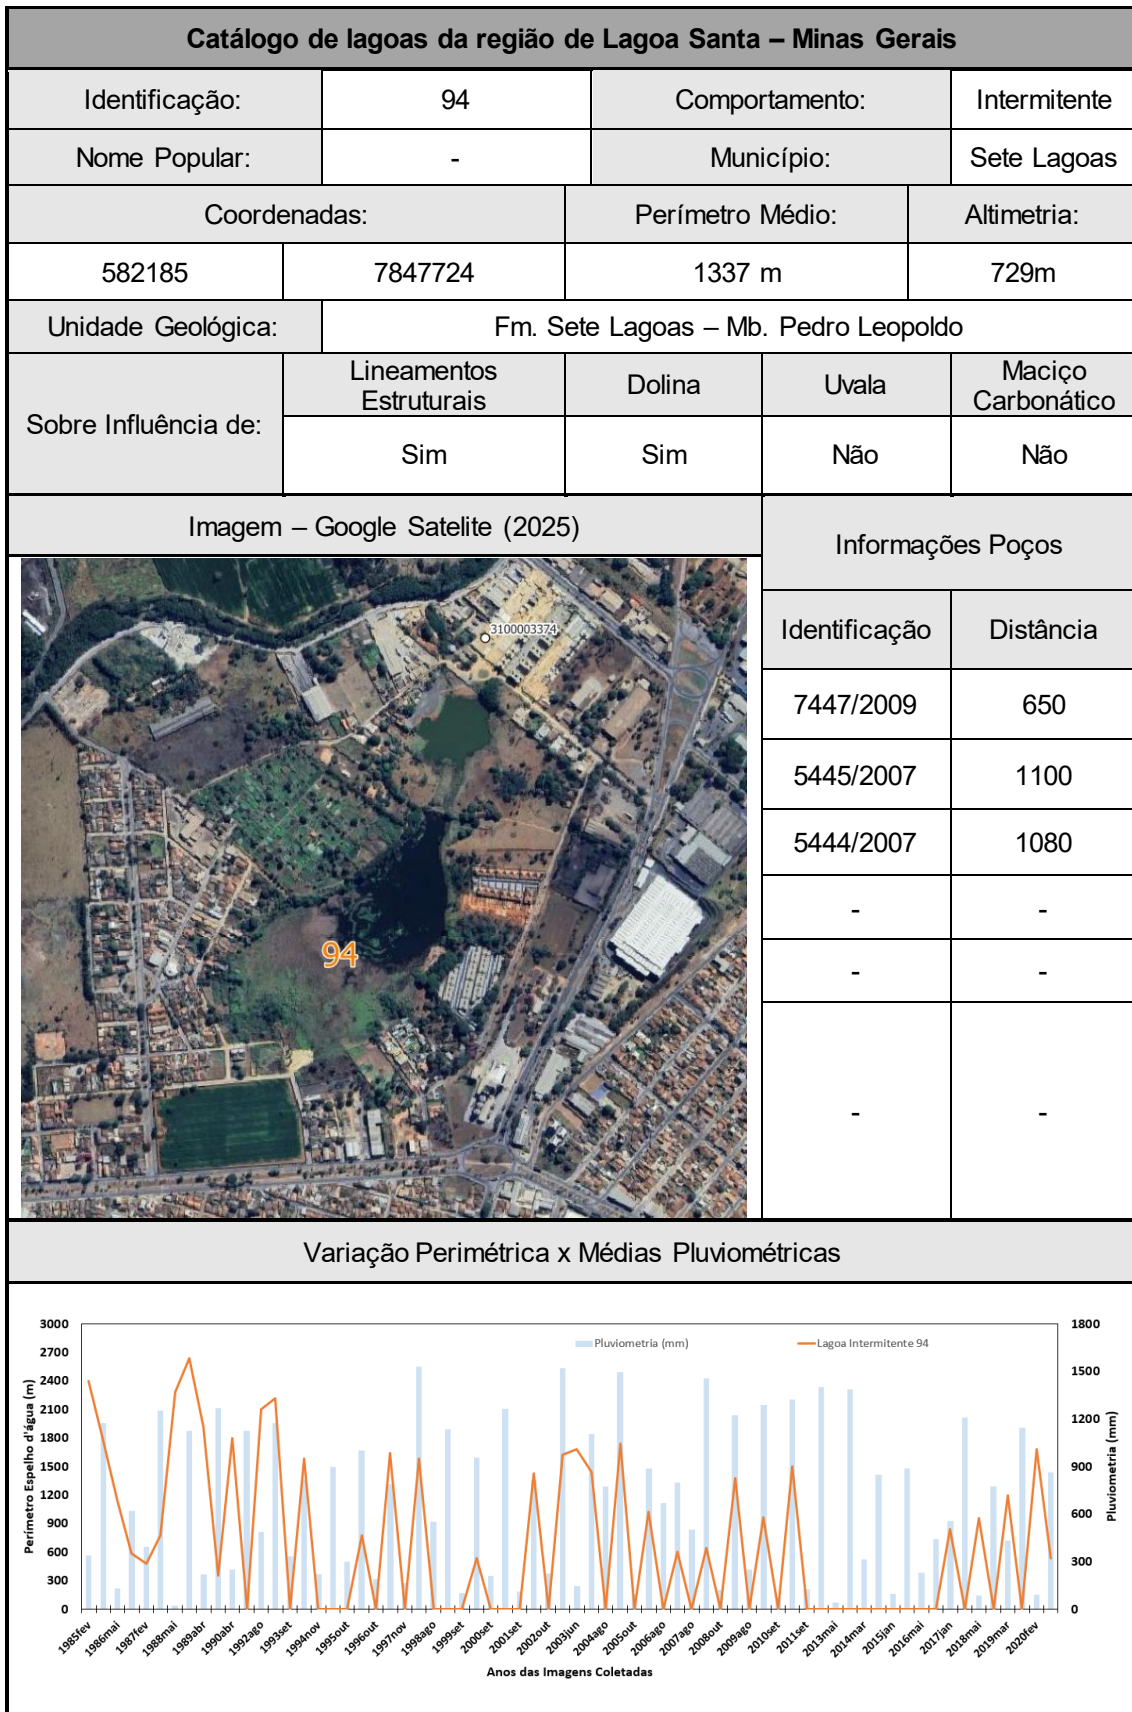 Catálogo de lagoas da região de Lagoa Santa – Minas Gerais
Identificação: 94 Comportamento: Intermitente
Nome Popular: - Município: Sete Lagoas
Coordenadas: Perímetro Médio: Altimetria:
582185 7847724 1337 m 729m
Unidade Geológica: Fm. Sete Lagoas – Mb. Pedro Leopoldo
Sobre Influência de:
Lineamentos Estruturais Dolina Uvala Maciço Carbonático
Sim Sim Não Não
Imagem – Google Satelite (2025)
3100003374
94
Informações Poços
Identificação Distância
7447/2009 650
5445/2007 1100
5444/2007 1080
- -
- -
- -
Variação Perimétrica x Médias Pluviométricas
Pluviometria (mm) Lagoa Intermitente 94
Perímetro Espelho d'água (m)
3000
2700
2400
2100
1800
1500
1200
900
600
300
0
1800
1500
1200
900
600
300
0
Pluviometria (mm)
1985fev 1986mai 1987fev 1988mai 1989abr 1990abr 1992ago 1993set 1994nov 1995out 1996out 1997nov 1998ago 1999set 2000set 2001set 2002out 2003jun 2004ago 2005out 2006ago 2007ago 2008out 2009ago 2010set 2011set 2013mai 2014mar 2015jan 2016mai 2017jan 2018mai 2019mar 2020fev
Anos das Imagens Coletadas